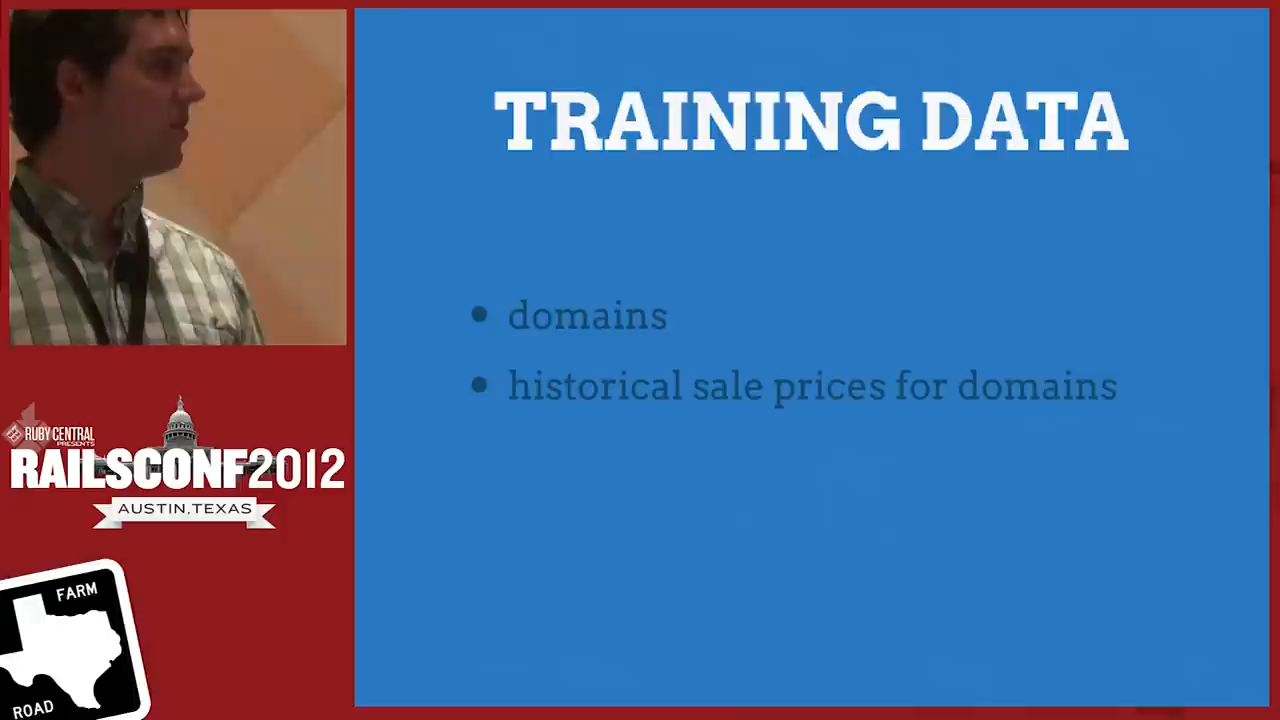 TRAINING DATA
• domains
• historical sale prices for domains
RUBY CENTRAL
PRESENTS
RAILSCONF2012
AUSTIN, TEXAS
FARM
ROAD